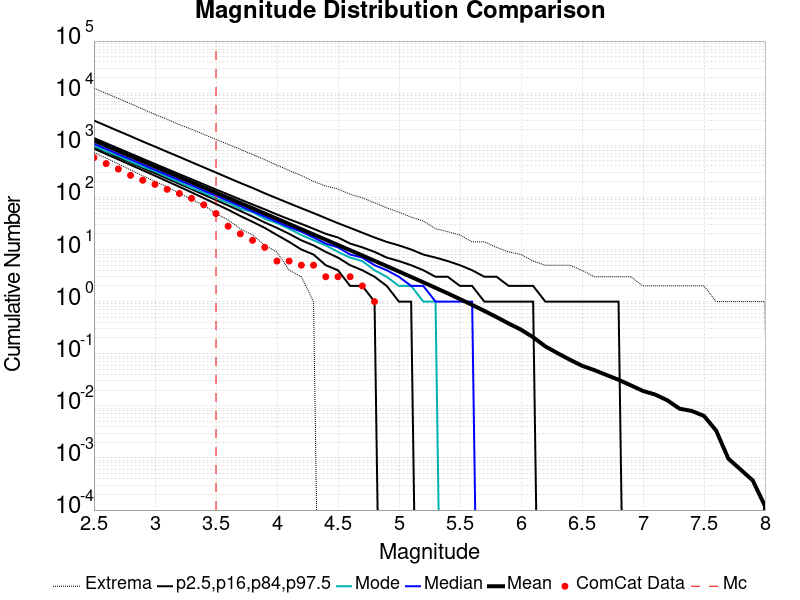 Magnitude Distribution Comparison
10^5
10^4
10^3
10^2
10^1
10^0
10^-1
10^-2
10^-3
10^-4
Cumulative Number
2.5 3 3.5 4 4.5 5 5.5 6 6.5 7 7.5 8
Magnitude
Extrema p2.5,p16,p84,p97.5 Mode Median Mean ComCat Data Mc